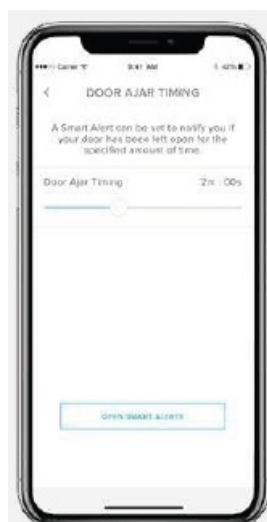 Carrier 9:41 AM 42%
DOOR AJAR TIMING
A Smart Alert can be set to notify you if
your door has been left open for the
specified amount of time.
Door Ajar Timing 2m : 00s
OPEN SMART ALERTS